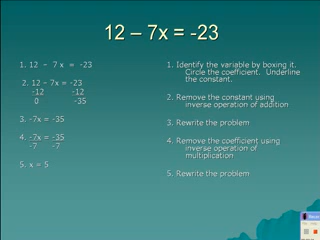 12 – 7x = -23
1. 12 - 7 x = -23
2. 12 – 7x = -23
-12 -12
0 -35
3. -7x = -35
4. -7x = -35
-7 -7
5. x = 5
1. Identify the variable by boxing it.
Circle the coefficient. Underline
the constant.
2. Remove the constant using
inverse operation of addition
3. Rewrite the problem
4. Remove the coefficient using
inverse operation of
multiplication
5. Rewrite the problem